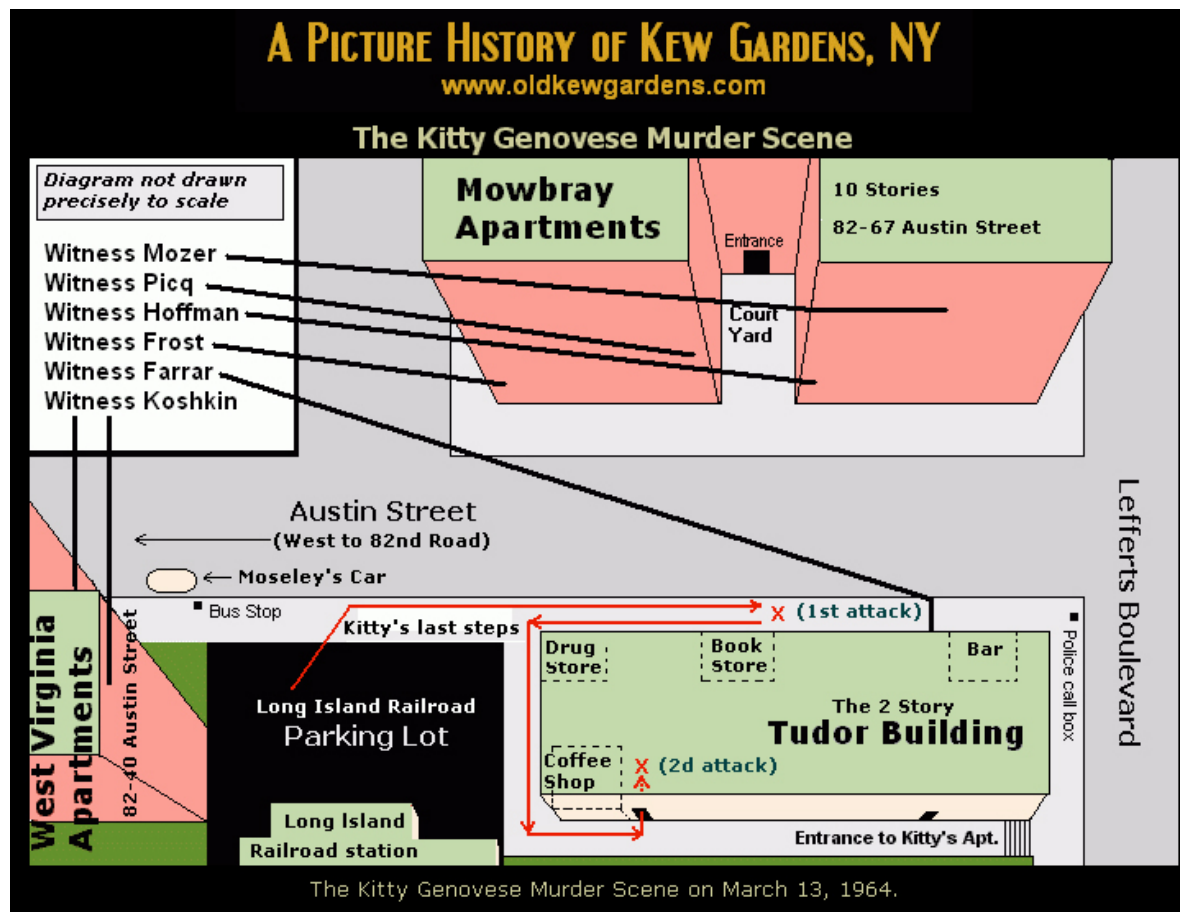 A Picture History of Kew Gardens, NY
www.oldkewgardens.com
The Kitty Genovese Murder Scene
Diagram not drawn
precisely to scale
Witness Mozer
Witness Picq
Witness Hoffman
Witness Frost
Witness Farrar
Witness Koshkin
Mowbray
Apartments
Entrance
Court
Yard
10 Stories
82-67 Austin Street
Austin Street
(West to 82nd Road)
Moseley's Car
Bus Stop
Kitty's last steps
X (1st attack)
Lefferts Boulevard
Police call box
West Virginia
Apartments
82-40 Austin Street
Long Island Railroad
Parking Lot
Long Island
Railroad station
Drug
Store
Book
Store
Bar
The 2 Story
Tudor Building
Coffee
Shop
X (2d attack)
Entrance to Kitty's Apt.
The Kitty Genovese Murder Scene on March 13, 1964.